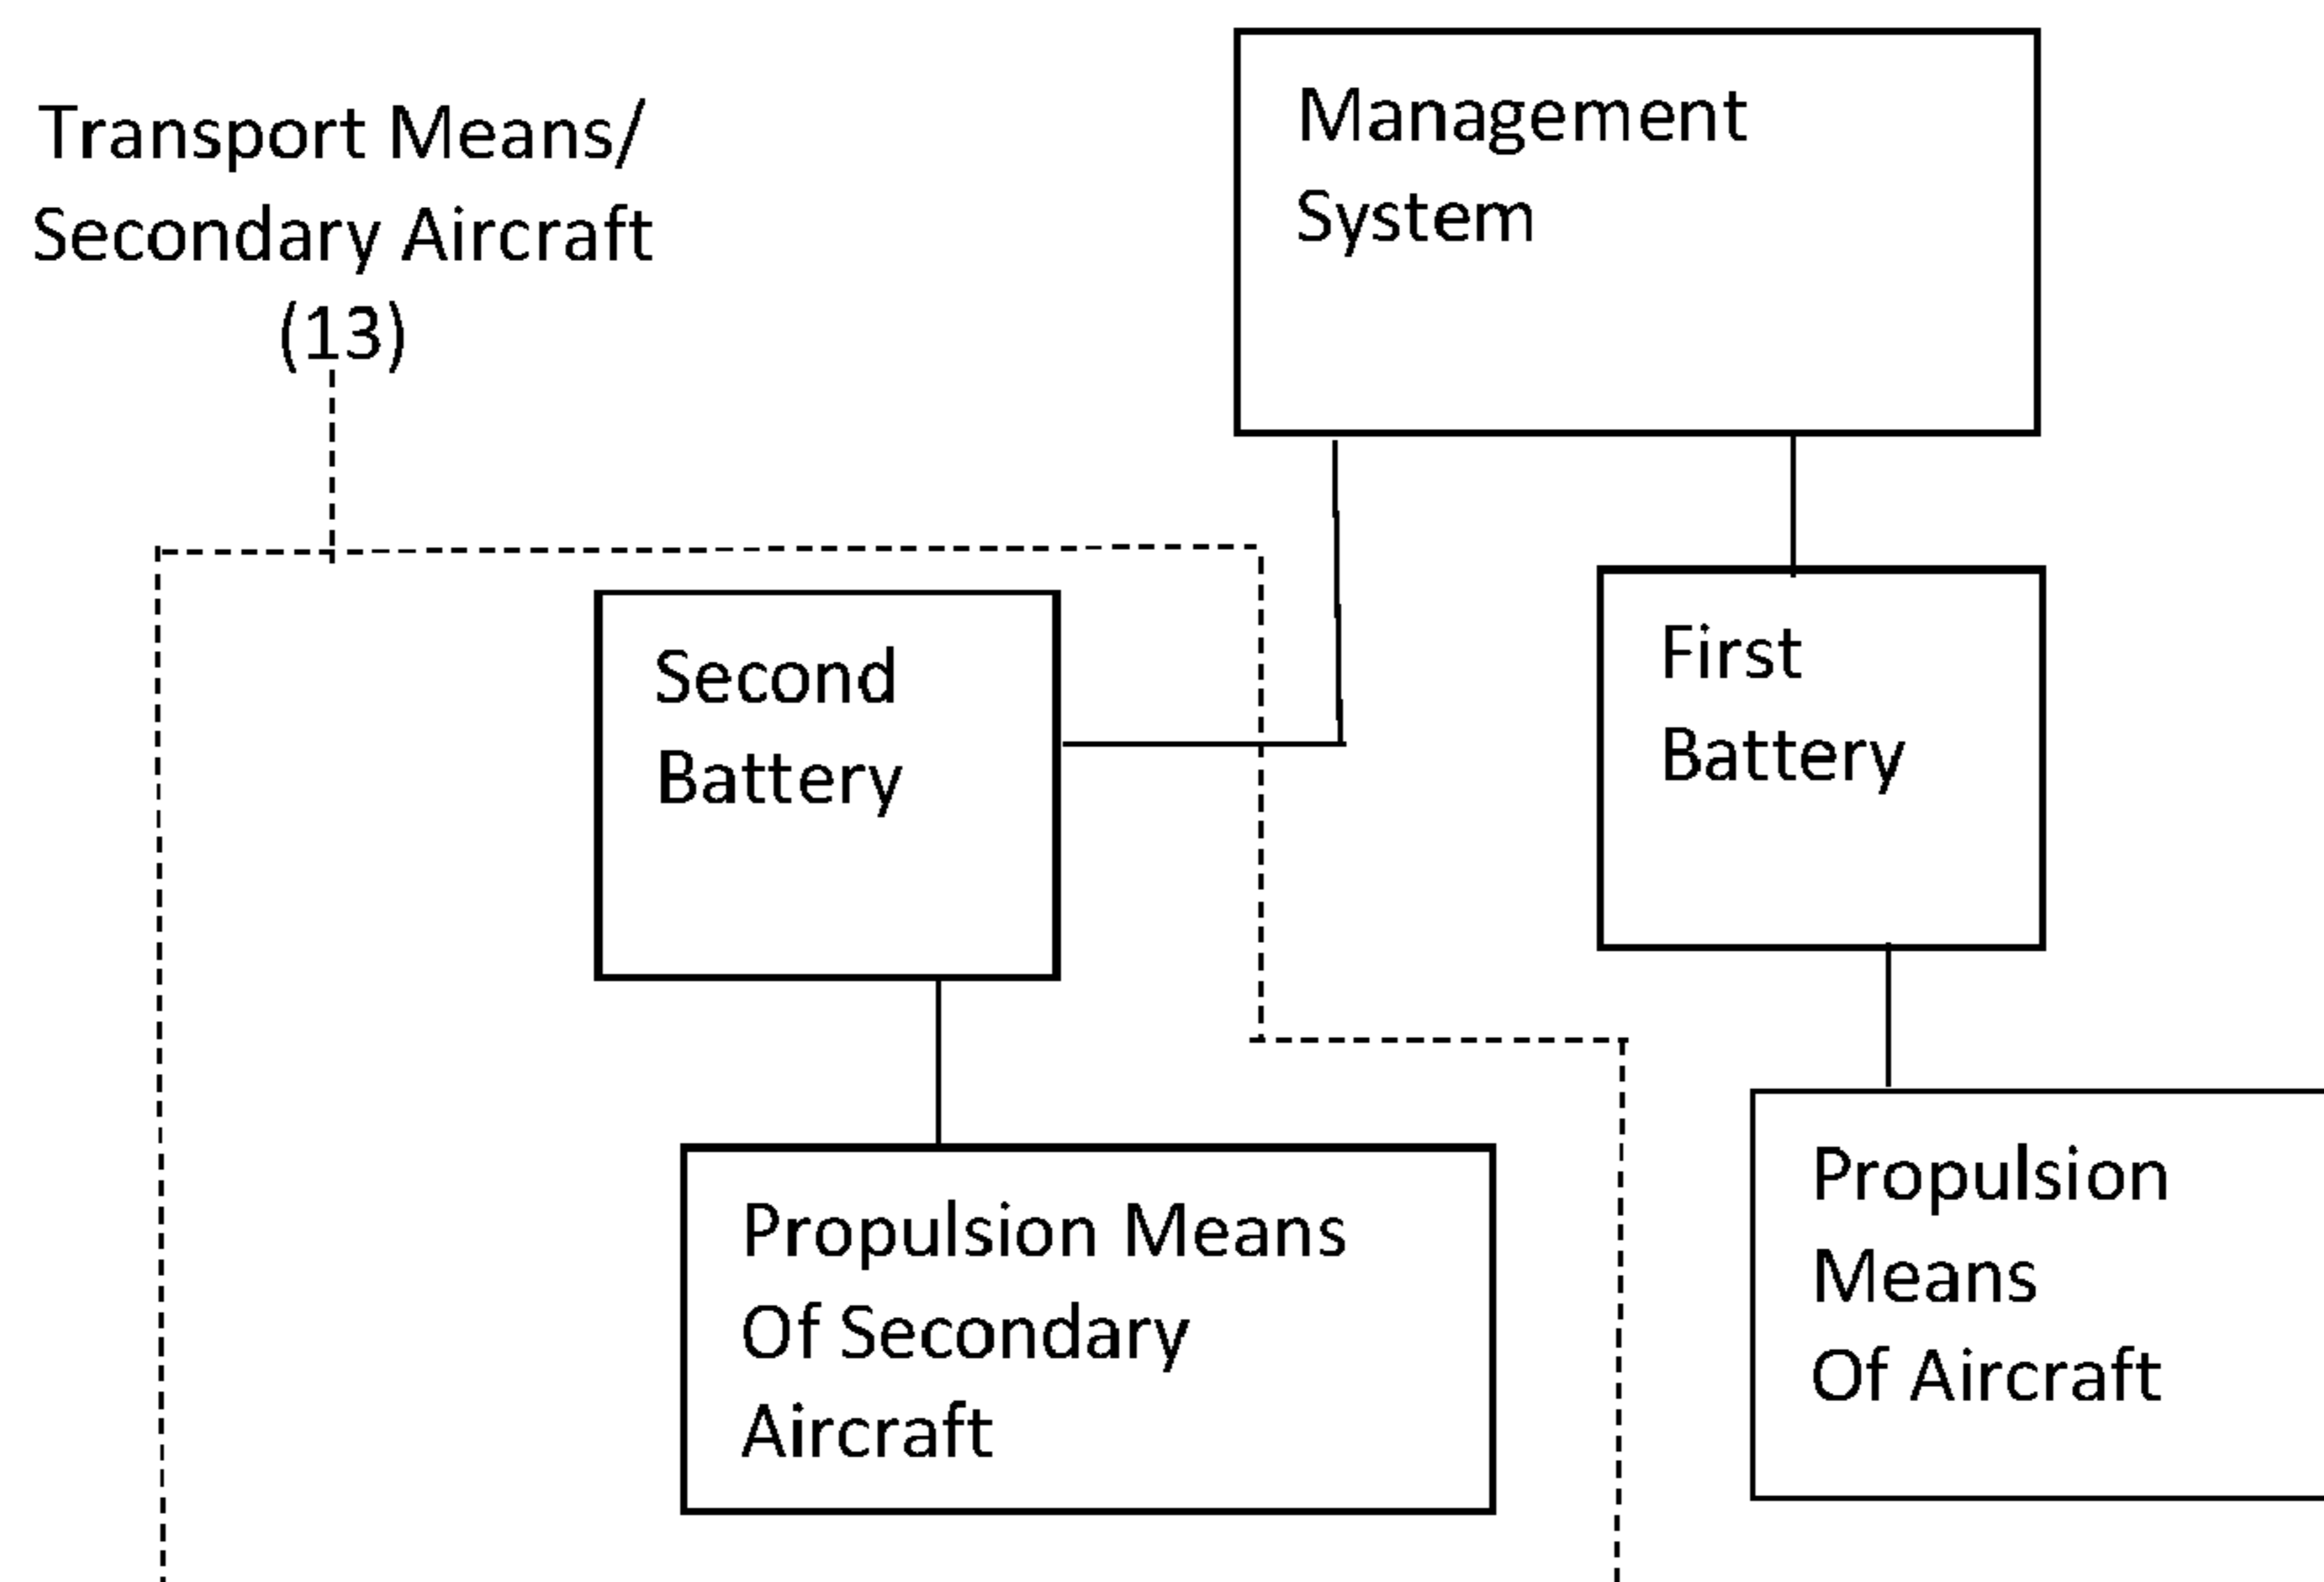 Transport Means/
Secondary Aircraft
(13)
Management
System
Second
Battery
First
Battery
Propulsion Means
Of Secondary
Aircraft
Propulsion
Means
Of Aircraft